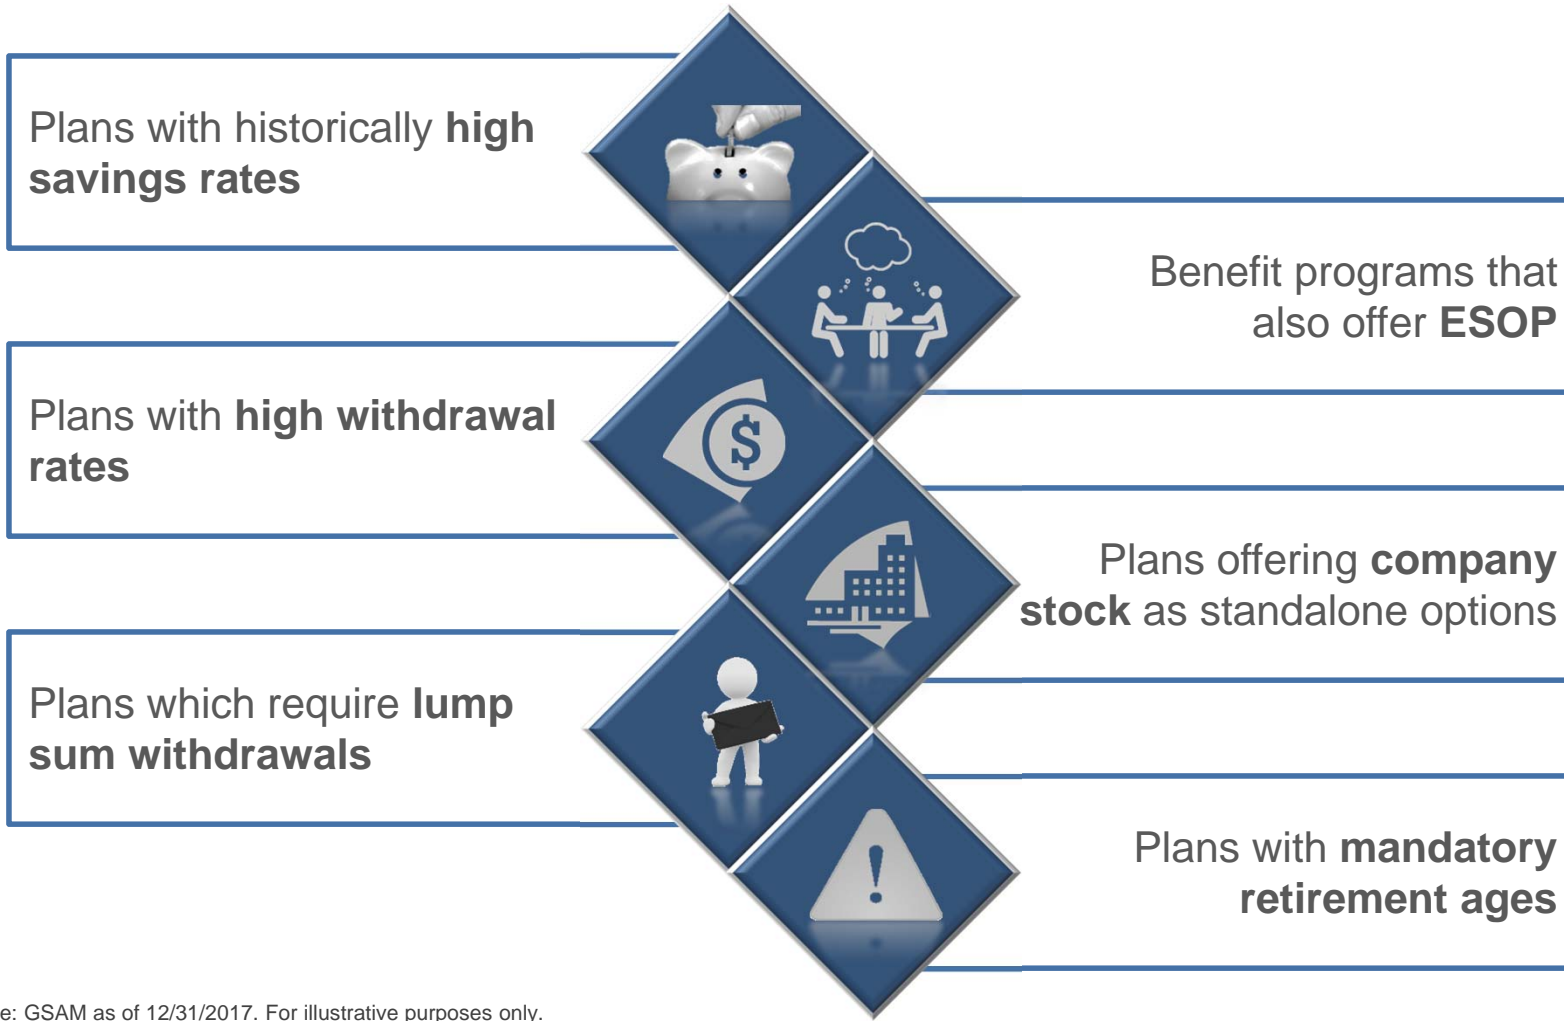 Plans with historically high
savings rates
Benefit programs that
also offer ESOP
Plans with high withdrawal
rates
Plans offering company
stock as standalone options
Plans which require lump
sum withdrawals
Plans with mandatory
retirement ages
e: GSAM as of 12/31/2017. For illustrative purposes only.